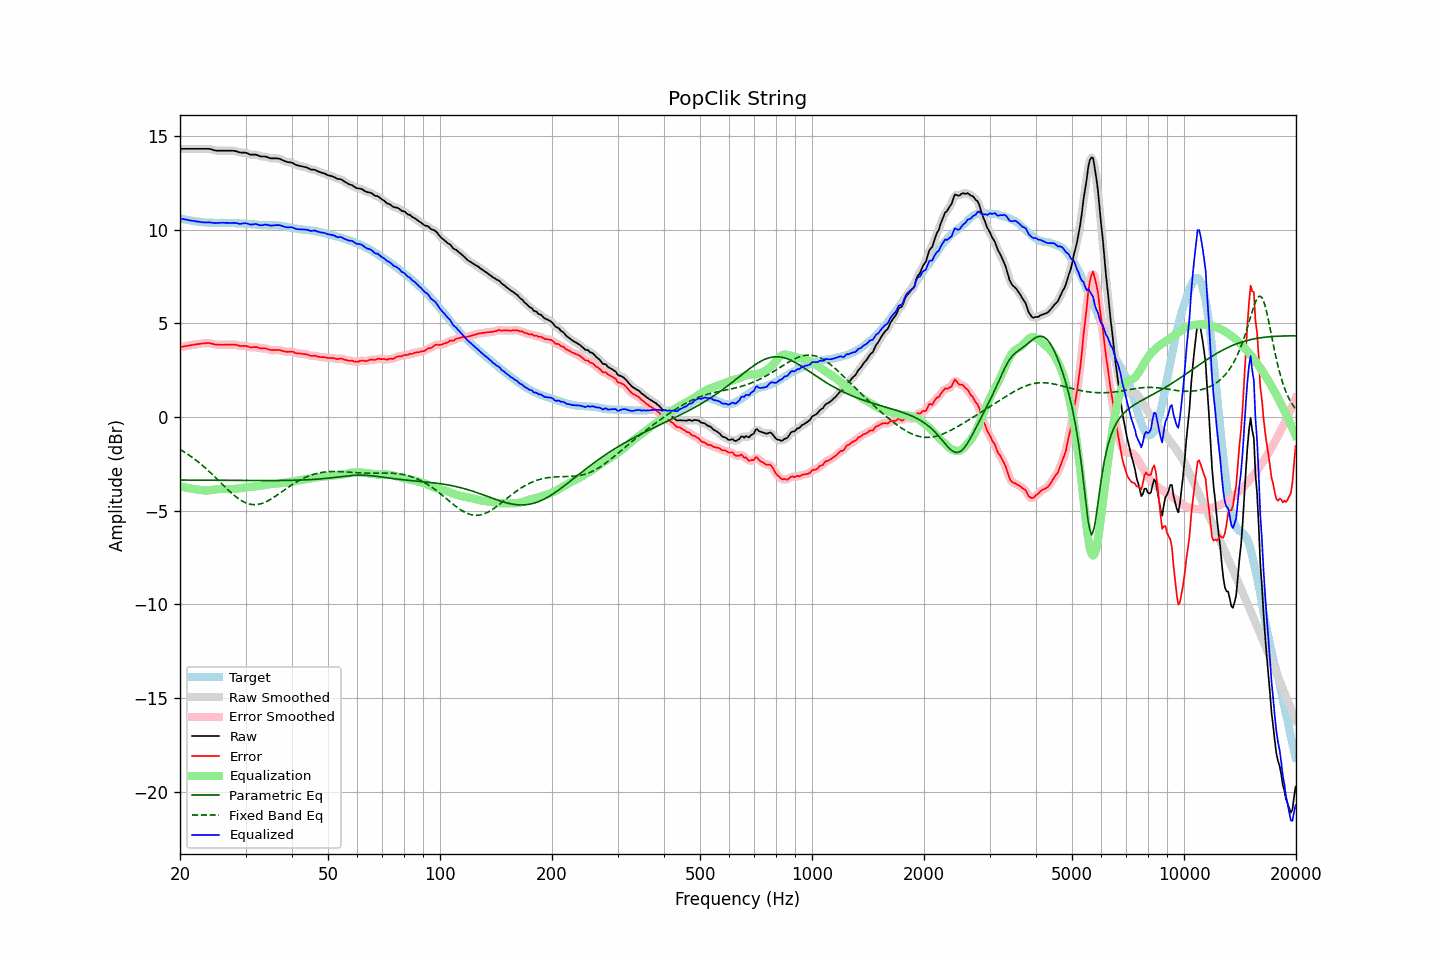 PopClik String
Amplitude (dBr)
15
10
5
0
−5
−10
−15
−20
Target
Raw Smoothed
Error Smoothed
Raw
Error
Equalization
Parametric Eq
Fixed Band Eq
Equalized
20 50 100 200 500 1000 2000 5000 10000 20000
Frequency (Hz)